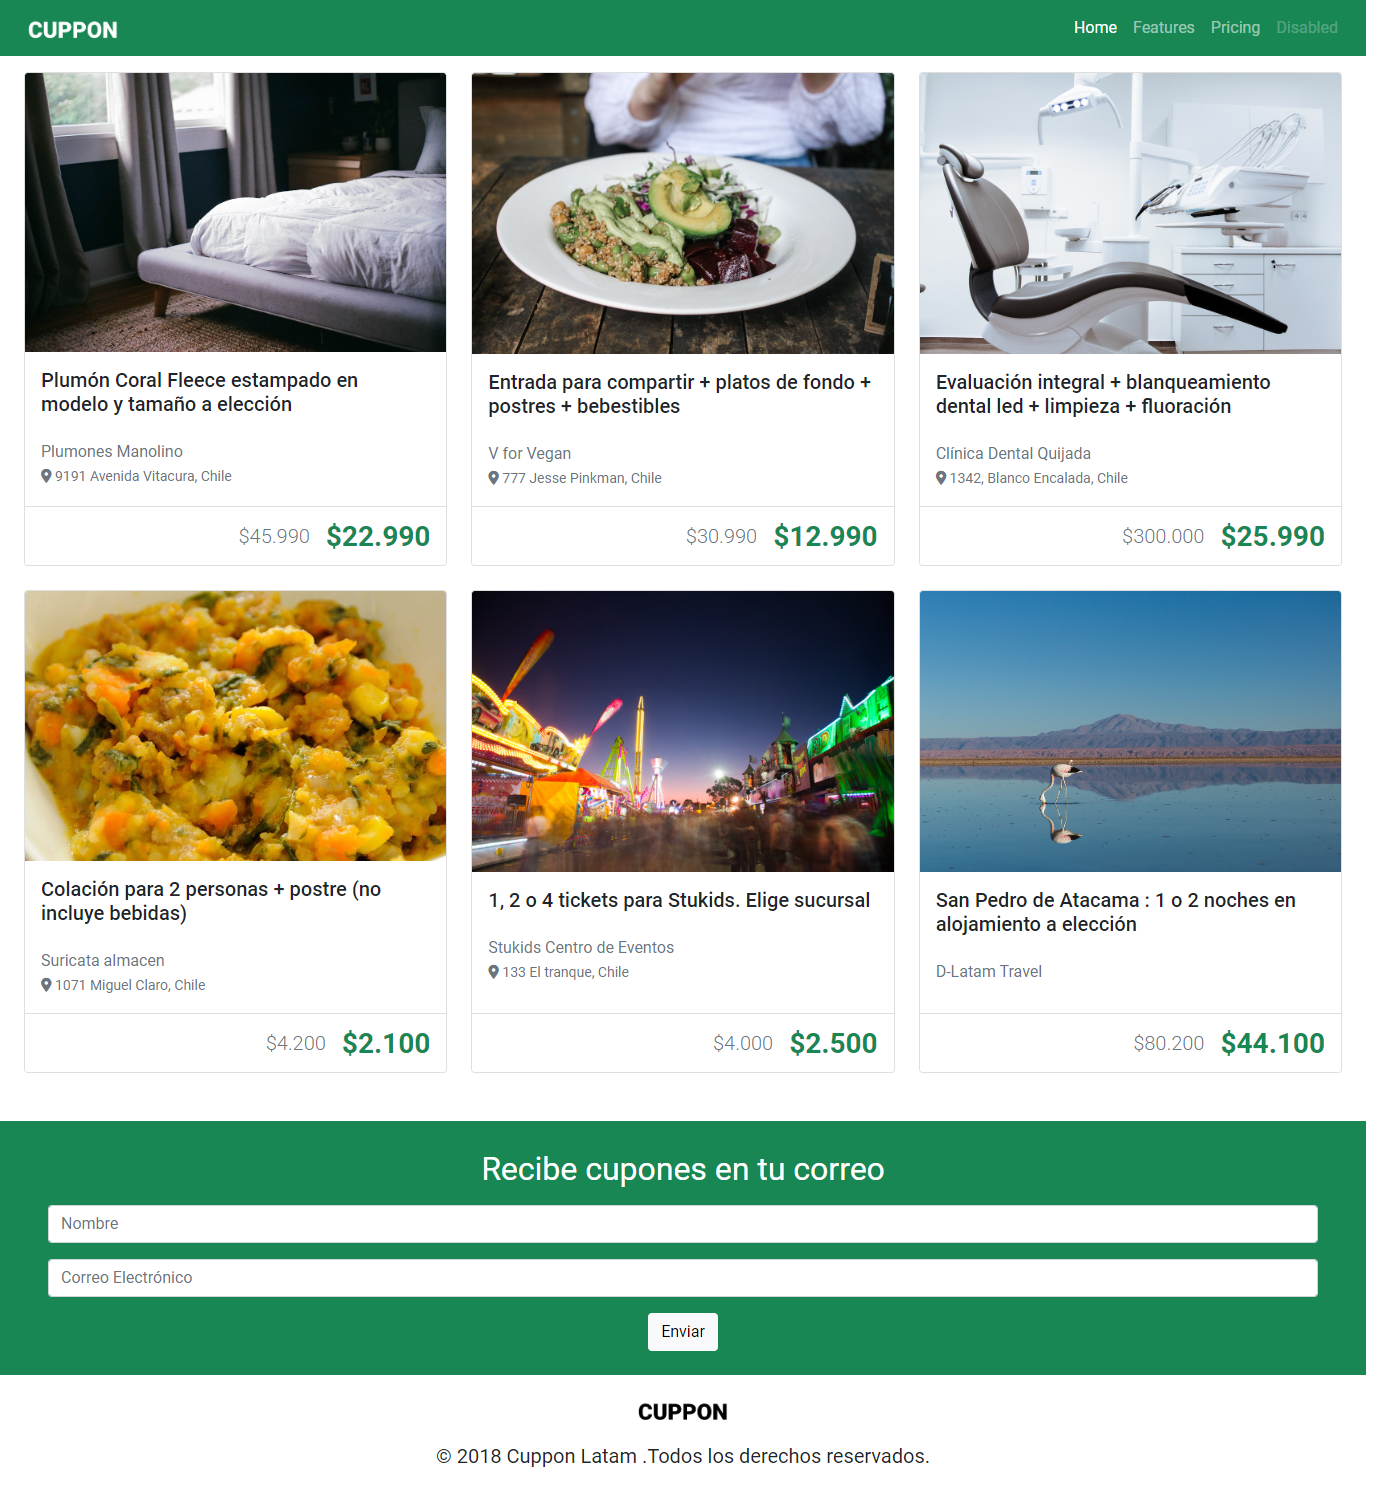 CUPPON
Home Features Pricing Disabled
Plumón Coral Fleece estampado en
modelo y tamaño a elección
Plumones Manolino
9191 Avenida Vitacura, Chile
$45.990 $22.990
Entrada para compartir + platos de fondo +
postres + bebestibles
V for Vegan
777 Jesse Pinkman, Chile
$30.990 $12.990
Evaluación integral + blanqueamiento
dental led + limpieza + fluoración
Clínica Dental Quijada
1342, Blanco Encalada, Chile
$300.000 $25.990
Colación para 2 personas + postre (no
incluye bebidas)
Suricata almacen
1071 Miguel Claro, Chile
$4.200 $2.100
1, 2 o 4 tickets para Stukids. Elige sucursal
Stukids Centro de Eventos
133 El tranque, Chile
$4.000 $2.500
San Pedro de Atacama : 1 o 2 noches en
alojamiento a elección
D-Latam Travel
$80.200 $44.100
Recibe cupones en tu correo
Nombre
Correo Electrónico
Enviar
CUPPON
© 2018 Cuppon Latam .Todos los derechos reservados.